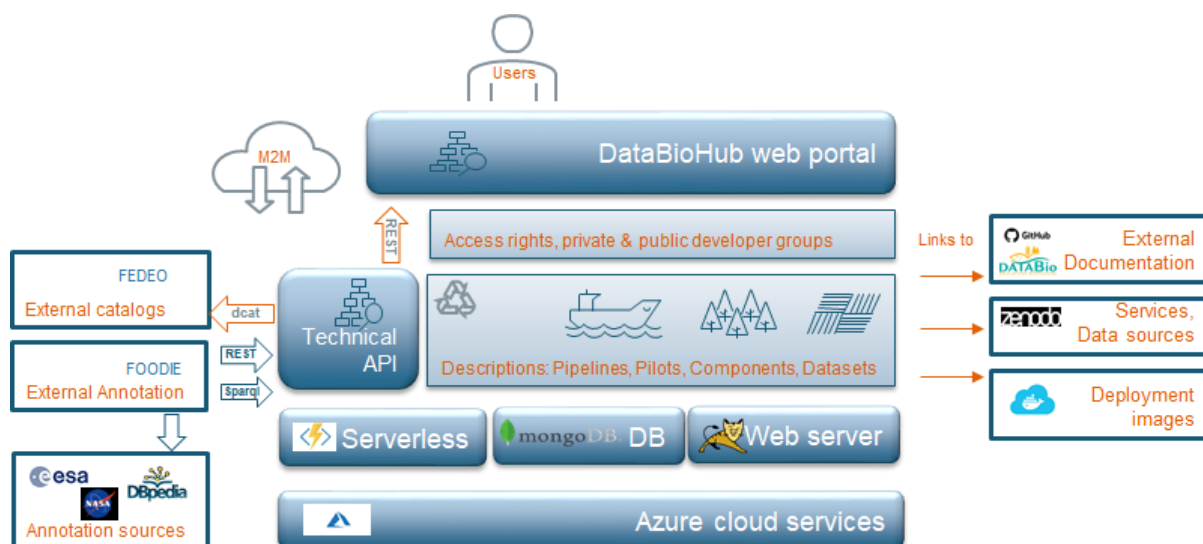 Users
M2M
DataBioHub web portal
REST
Access rights, private & public developer groups
Links to
GitHub
DATABio
External
Documentation
FEDEO
External catalogs
dcat
Technical
API
Descriptions: Pipelines, Pilots, Components, Datasets
zenodo
Services,
Data sources
FOODIE
External Annotation
REST
Sparql
Deployment
images
Serverless
mongoDB. DB
Web server
esa
NASA
DBpedia
Annotation sources
Azure cloud services